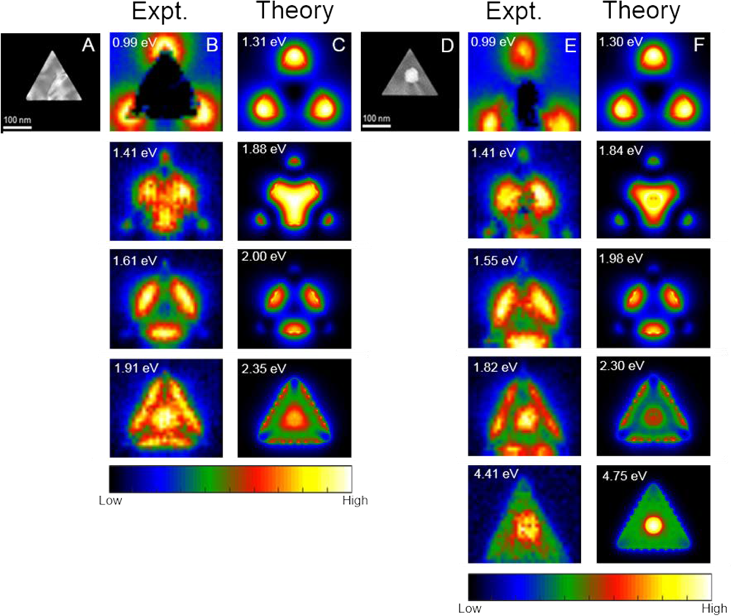 Expt. Theory Expt. Theory
A 0.99 eV B 1.31 eV C D 0.99 eV E 1.30 eV F
100 nm 100 nm
1.41 eV 1.88 eV 1.41 eV 1.84 eV
1.61 eV 2.00 eV 1.55 eV 1.98 eV
1.91 eV 2.35 eV 1.82 eV 2.30 eV
Low High
4.41 eV 4.75 eV
Low High